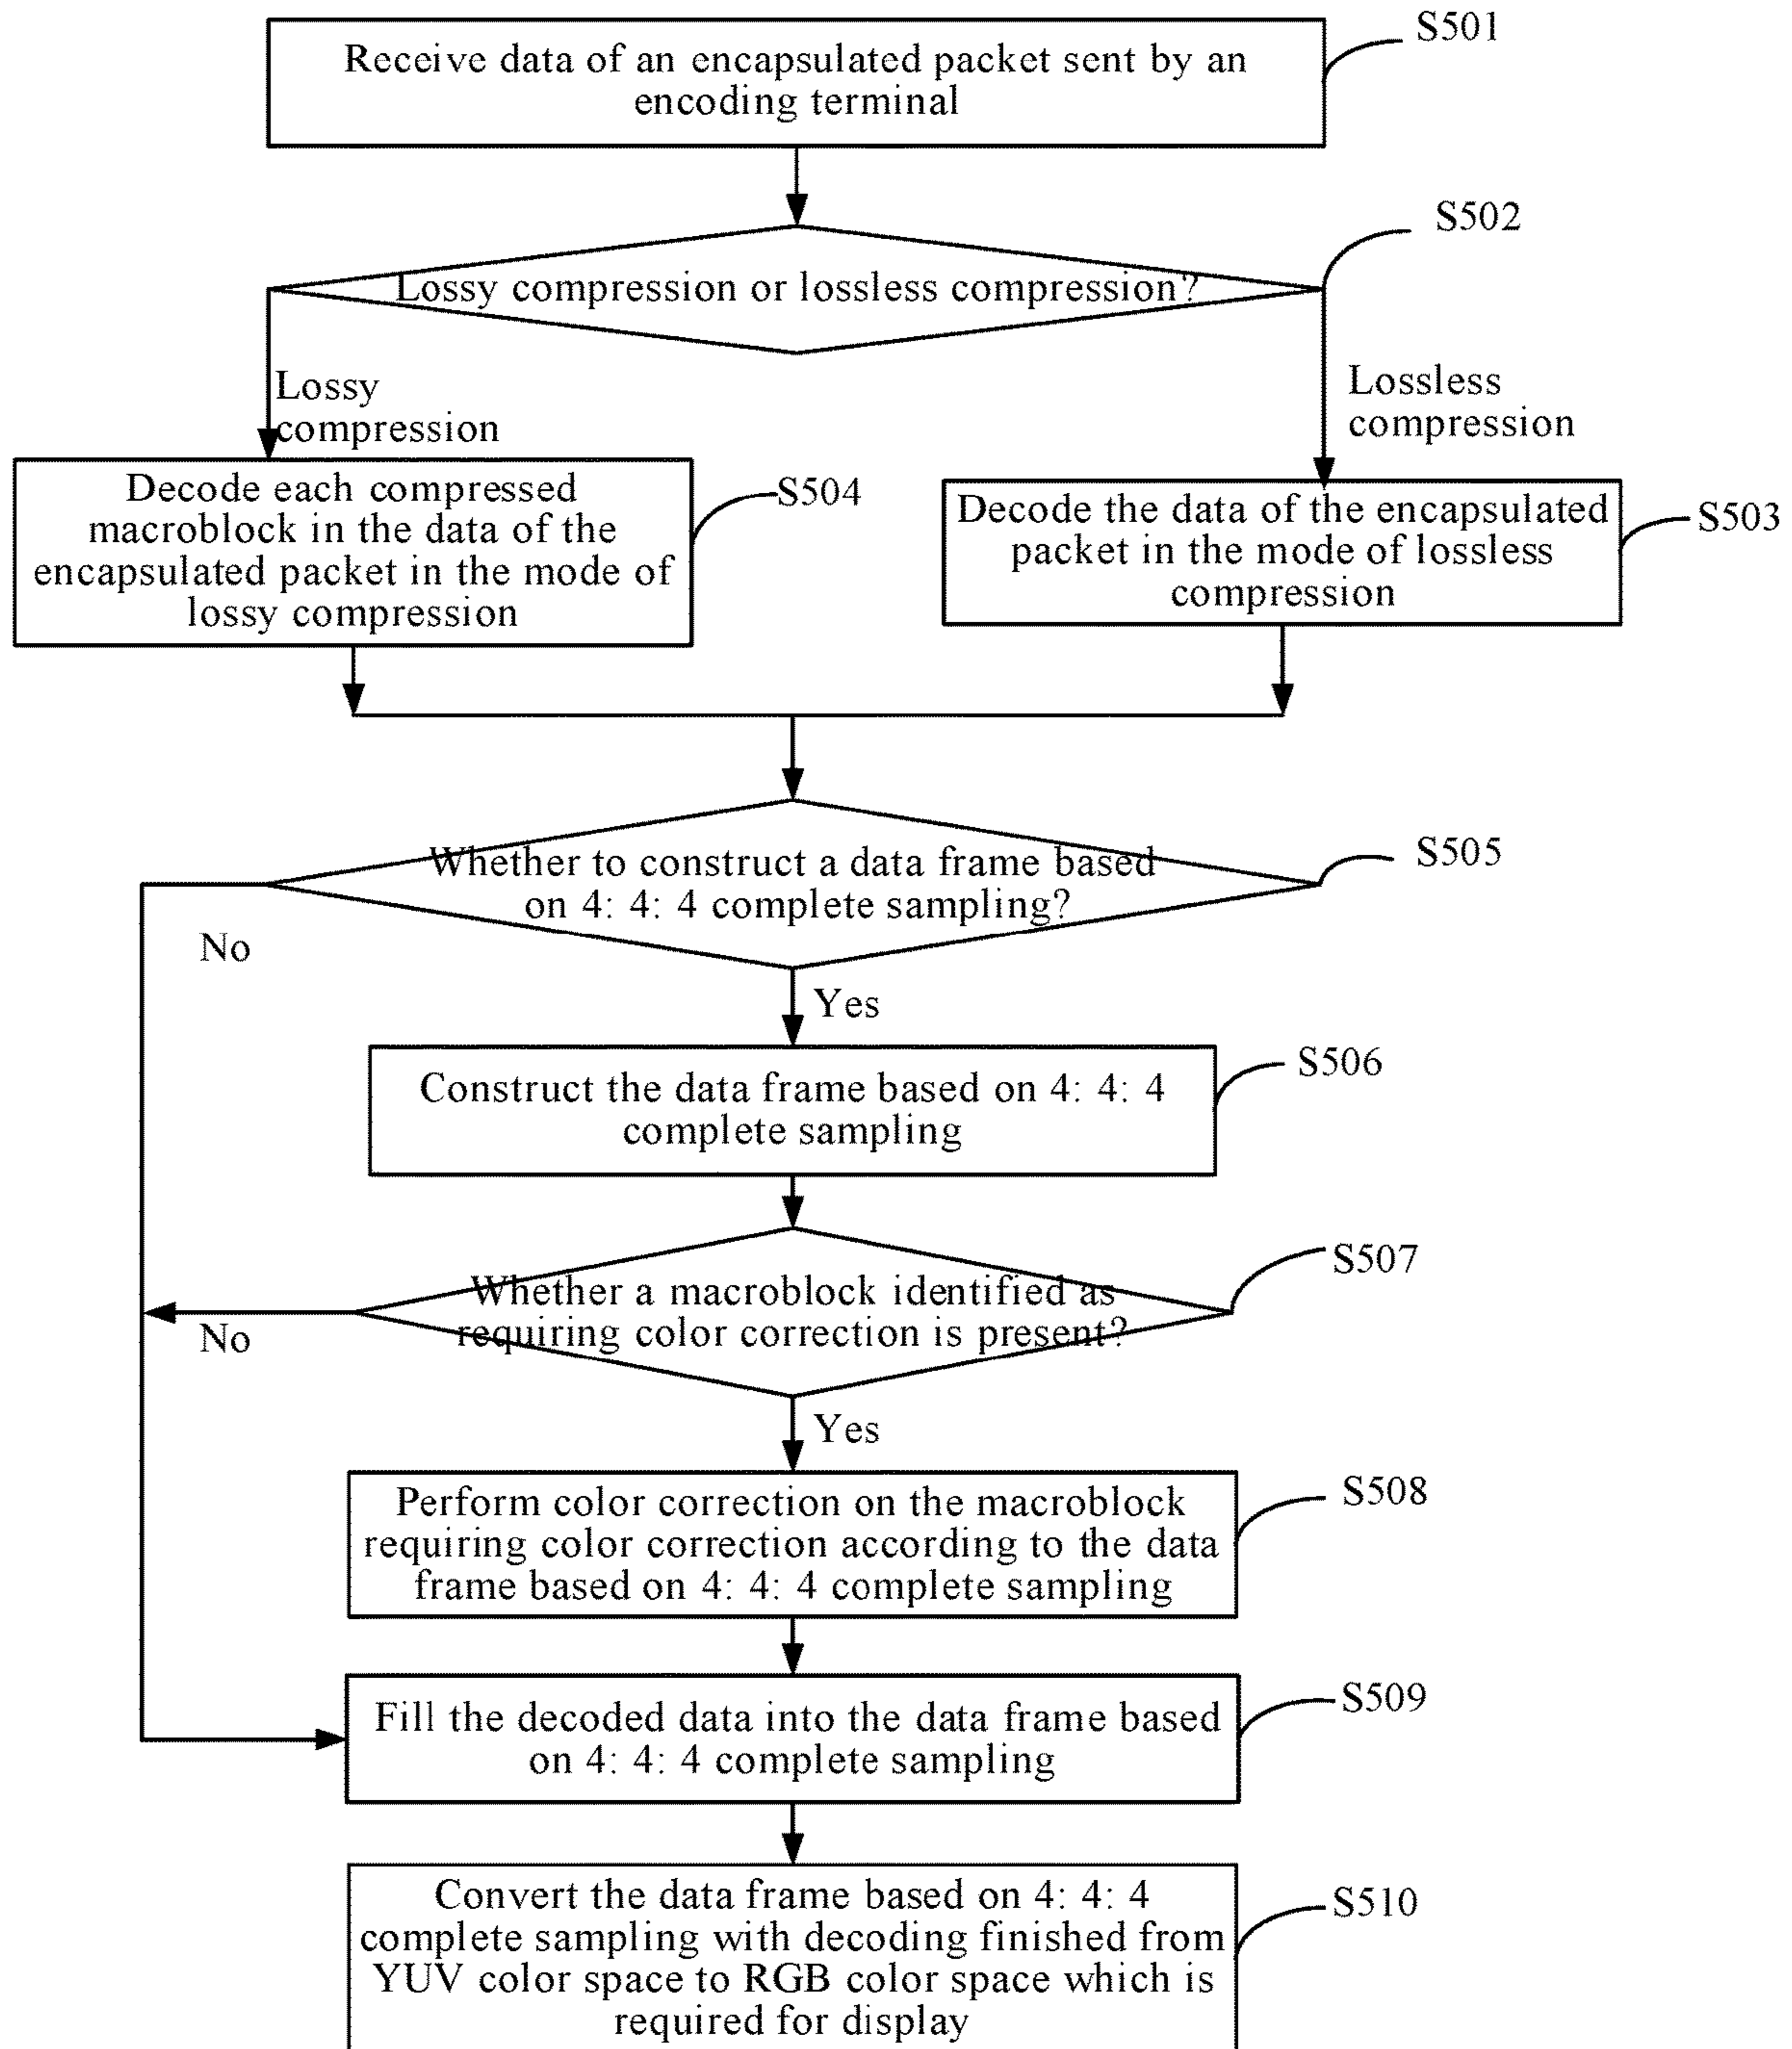 S501
Receive data of an encapsulated packet sent by an
encoding terminal
S502
Lossy compression or lossless compression?
Lossy
compression
Lossless
compression
Decode each compressed
macroblock in the data of the
encapsulated packet in the mode of
lossy compression
S504
Decode the data of the encapsulated
packet in the mode of lossless
compression
S503
Whether to construct a data frame based
on 4: 4: 4 complete sampling?
S505
No
Yes
Construct the data frame based on 4: 4: 4
complete sampling
S506
Whether a macroblock identified as
requiring color correction is present?
S507
No
Yes
Perform color correction on the macroblock
requiring color correction according to the data
frame based on 4: 4: 4 complete sampling
S508
Fill the decoded data into the data frame based
on 4: 4: 4 complete sampling
S509
Convert the data frame based on 4: 4: 4
complete sampling with decoding finished from
YUV color space to RGB color space which is
required for display
S510